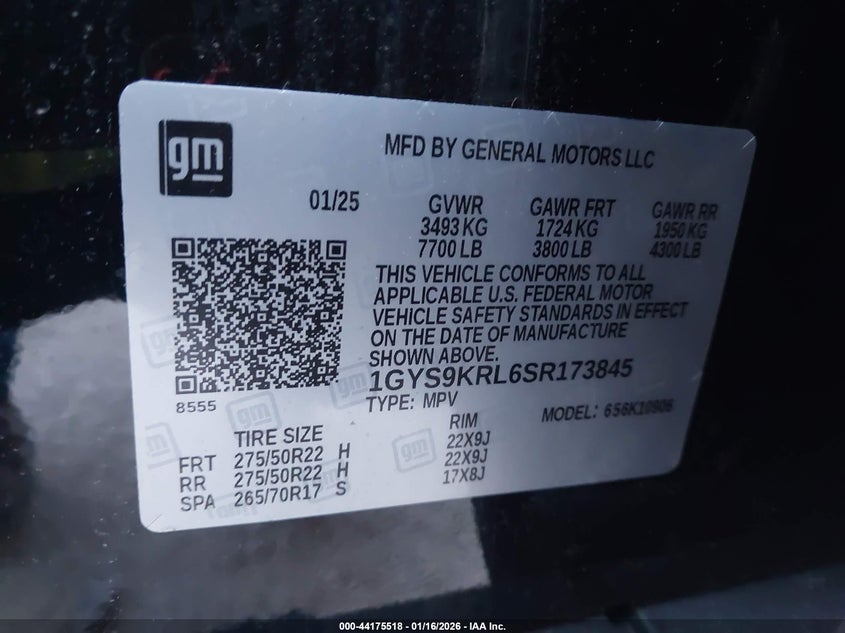 gm
MFD BY GENERAL MOTORS LLC
01/25
GVWR GAWR FRT GAWR RR
3493 KG 1724 KG 1950 KG
7700 LB 3800 LB 4300 LB
THIS VEHICLE CONFORMS TO ALL
APPLICABLE U.S. FEDERAL MOTOR
VEHICLE SAFETY STANDARDS IN EFFECT
ON THE DATE OF MANUFACTURE
SHOWN ABOVE.
1GYS9KRL6SR173845
8555
TYPE: MPV MODEL: 6S6K10906
TIRE SIZE RIM
FRT 275/50R22 H 22X9J
RR 275/50R22 H 22X9J
SPA 265/70R17 S 17X8J
000-44175518 - 01/16/2026 - IAA Inc.